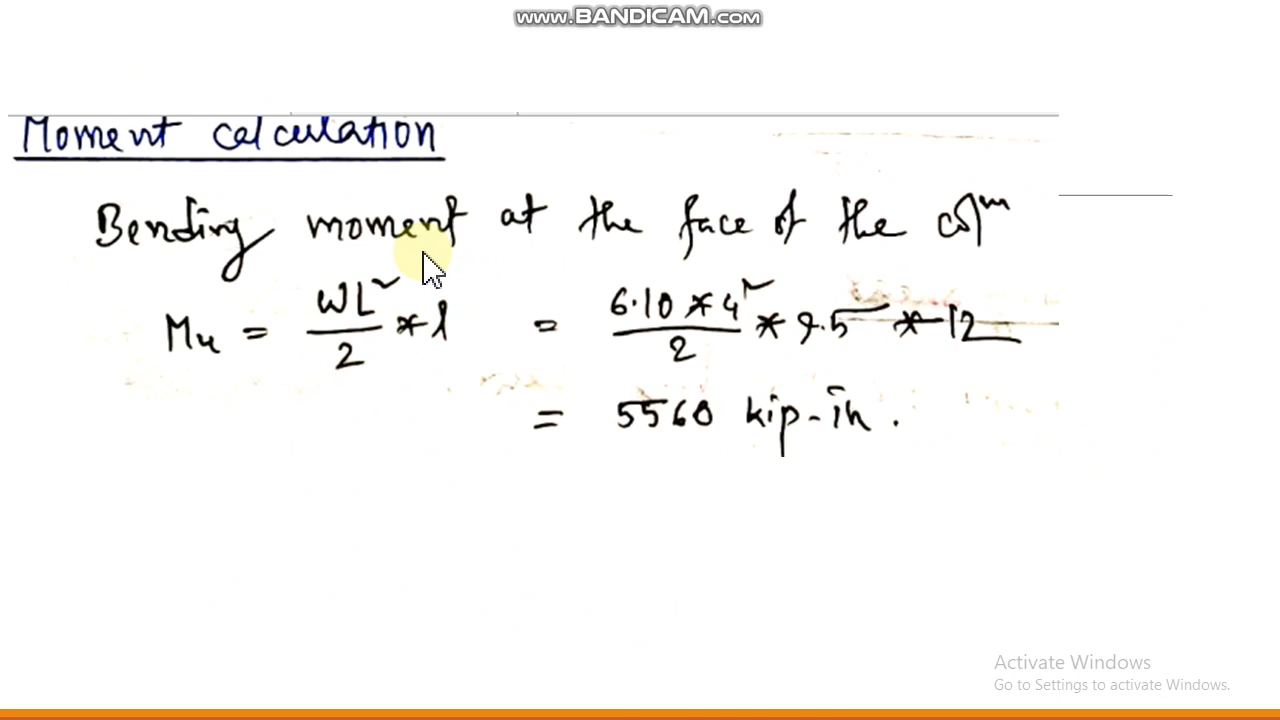 www.BANDICAM.com
Moment calculation
Bending moment at the face of the colm
Mu = WL²/2 * l = 6.10 * 4²/2 * 9.5 * 12
= 5560 kip-in.
Activate Windows
Go to Settings to activate Windows.